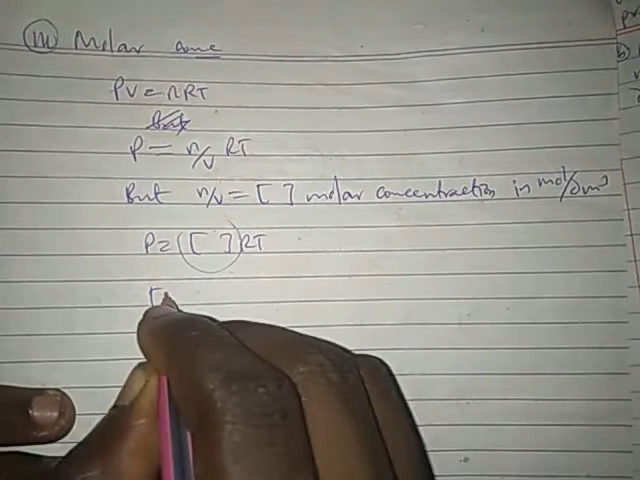 (III) Molar conc
PV = nRT
P = n/V RT
But n/V = [ ] molar concentration in mol/dm³
P = ([ ])RT
[
b)